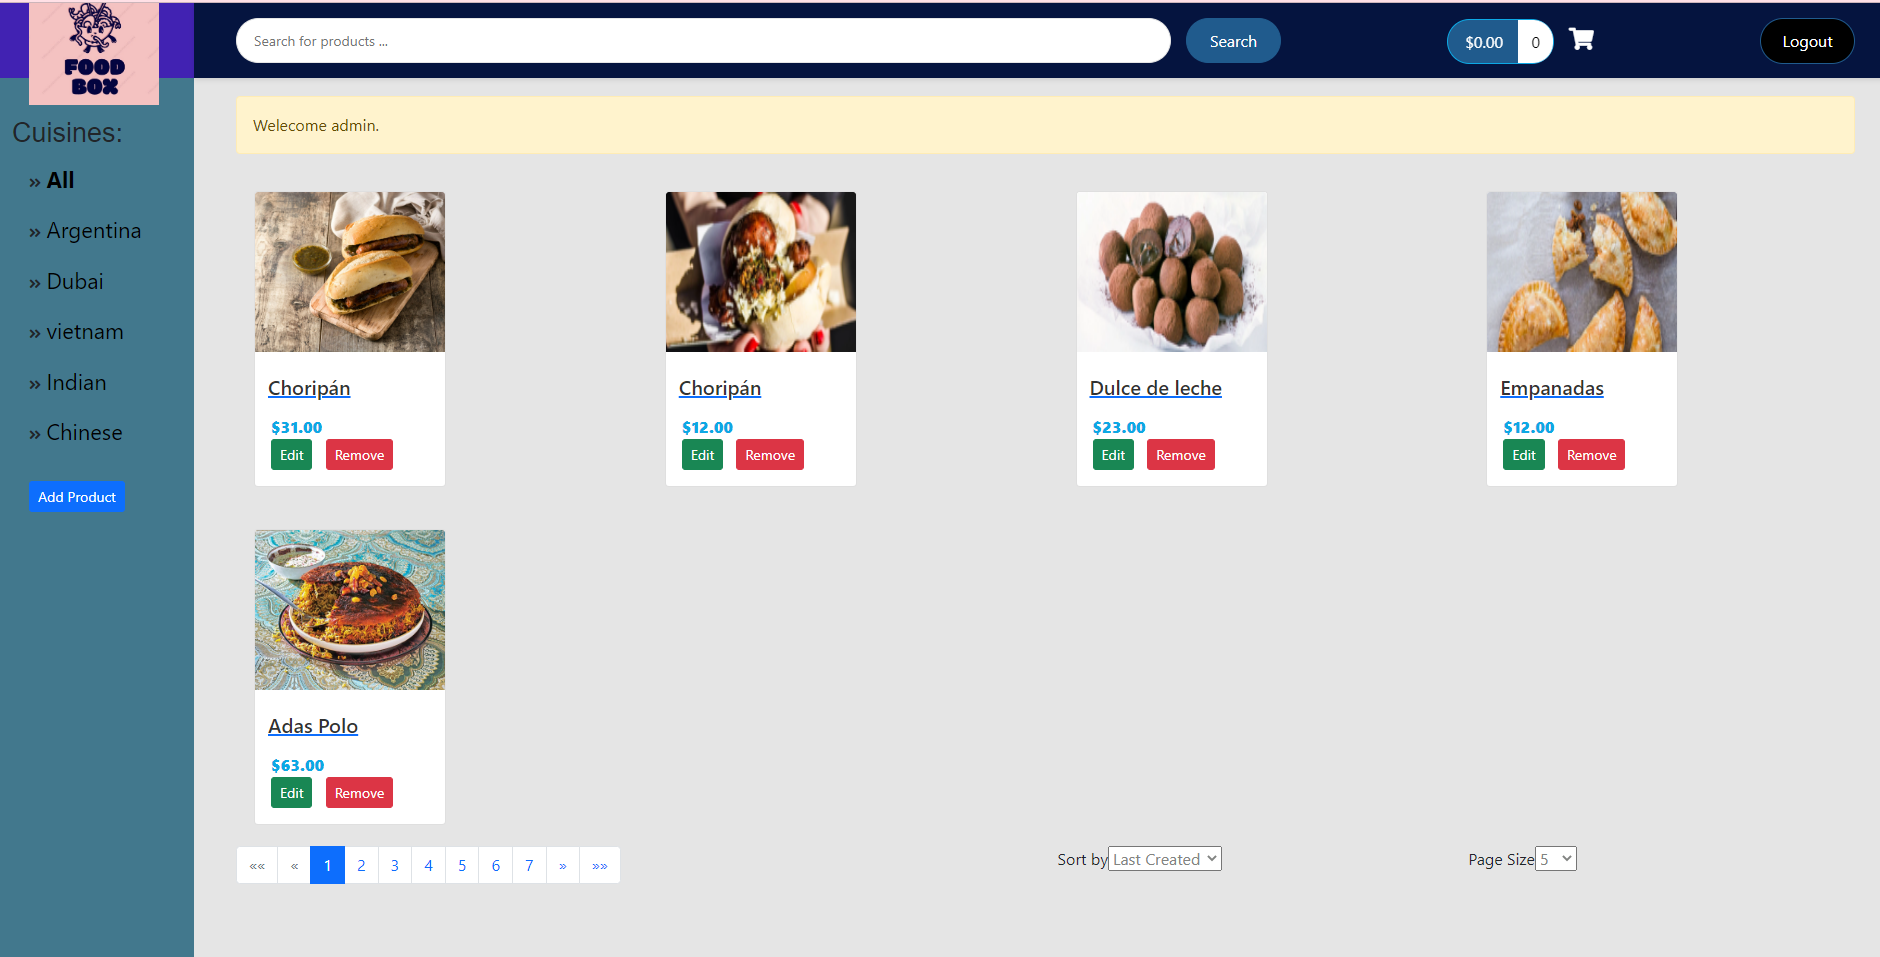 FOOD
BOX
Search for products ...
Search
$0.00 0
Logout
Cuisines:
» All
» Argentina
» Dubai
» vietnam
» Indian
» Chinese
Add Product
Welecome admin.
Choripán
$31.00
Edit Remove
Choripán
$12.00
Edit Remove
Dulce de leche
$23.00
Edit Remove
Empanadas
$12.00
Edit Remove
Adas Polo
$63.00
Edit Remove
«« « 1 2 3 4 5 6 7 » »»
Sort by Last Created
Page Size 5